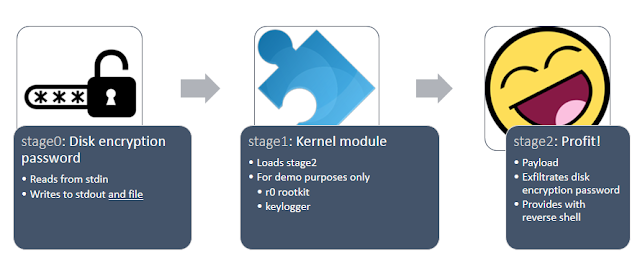 ***
stage0: Disk encryption
password
• Reads from stdin
• Writes to stdout and file
stage1: Kernel module
• Loads stage2
• For demo purposes only
• r0 rootkit
• keylogger
stage2: Profit!
• Payload
• Exfiltrates disk
encryption password
• Provides with
reverse shell